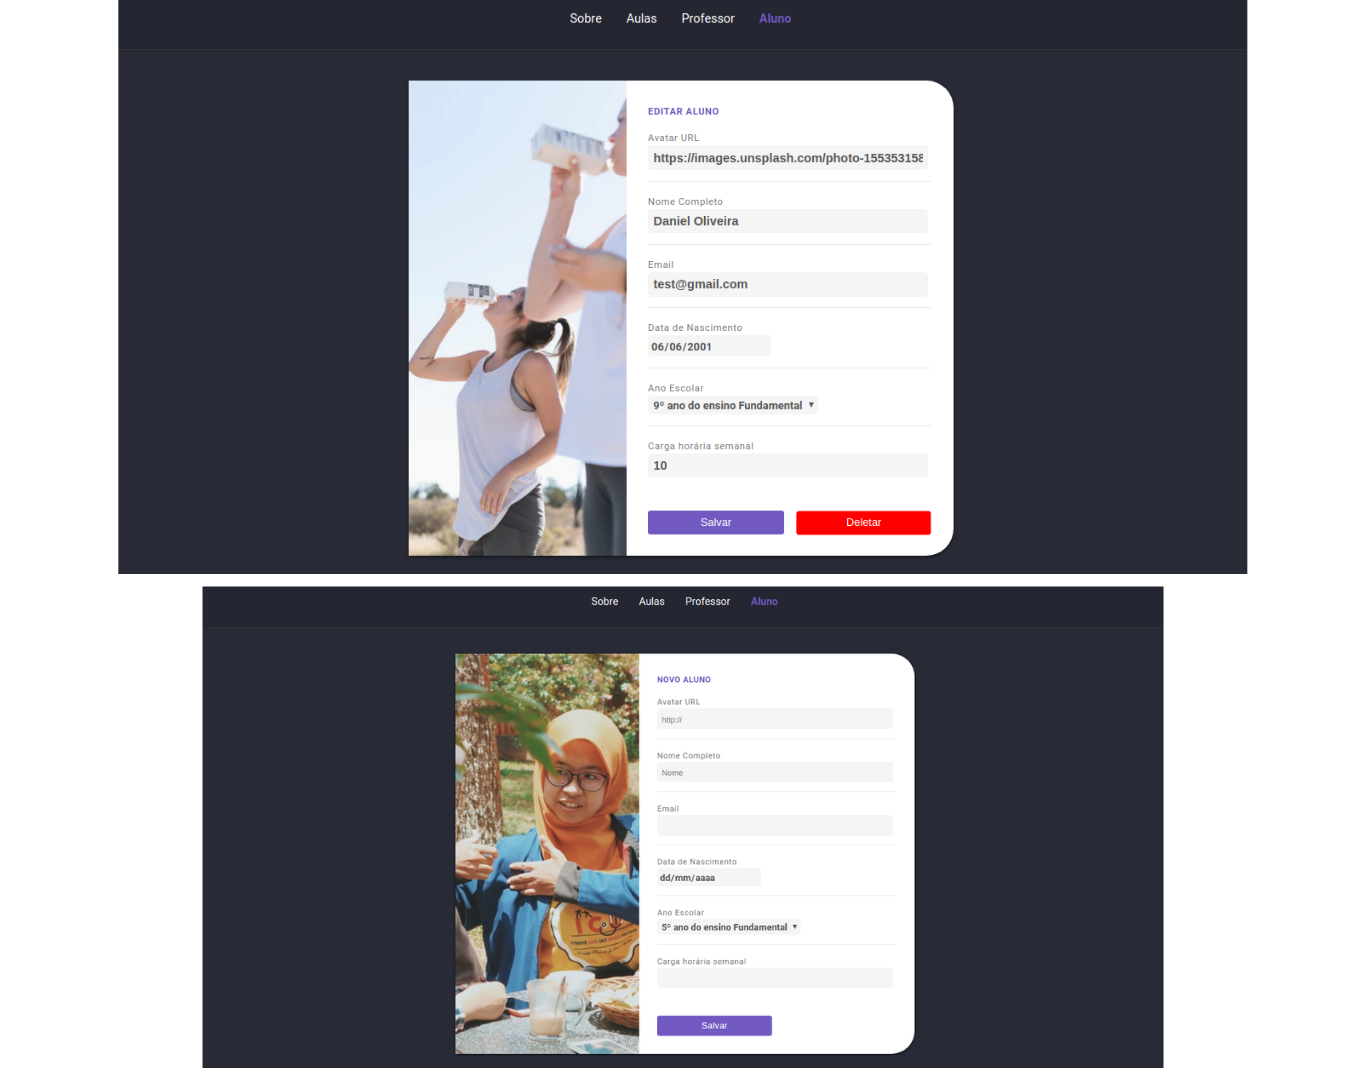 Sobre Aulas Professor Aluno
EDITAR ALUNO
Avatar URL
https://images.unsplash.com/photo-155353158
Nome Completo
Daniel Oliveira
Email
test@gmail.com
Data de Nascimento
06/06/2001
Ano Escolar
9º ano do ensino Fundamental
Carga horária semanal
10
Salvar Deletar
Sobre Aulas Professor Aluno
NOVO ALUNO
Avatar URL
http://
Nome Completo
Nome
Email
Data de Nascimento
dd/mm/aaaa
Ano Escolar
5º ano do ensino Fundamental
Carga horária semanal
Salvar